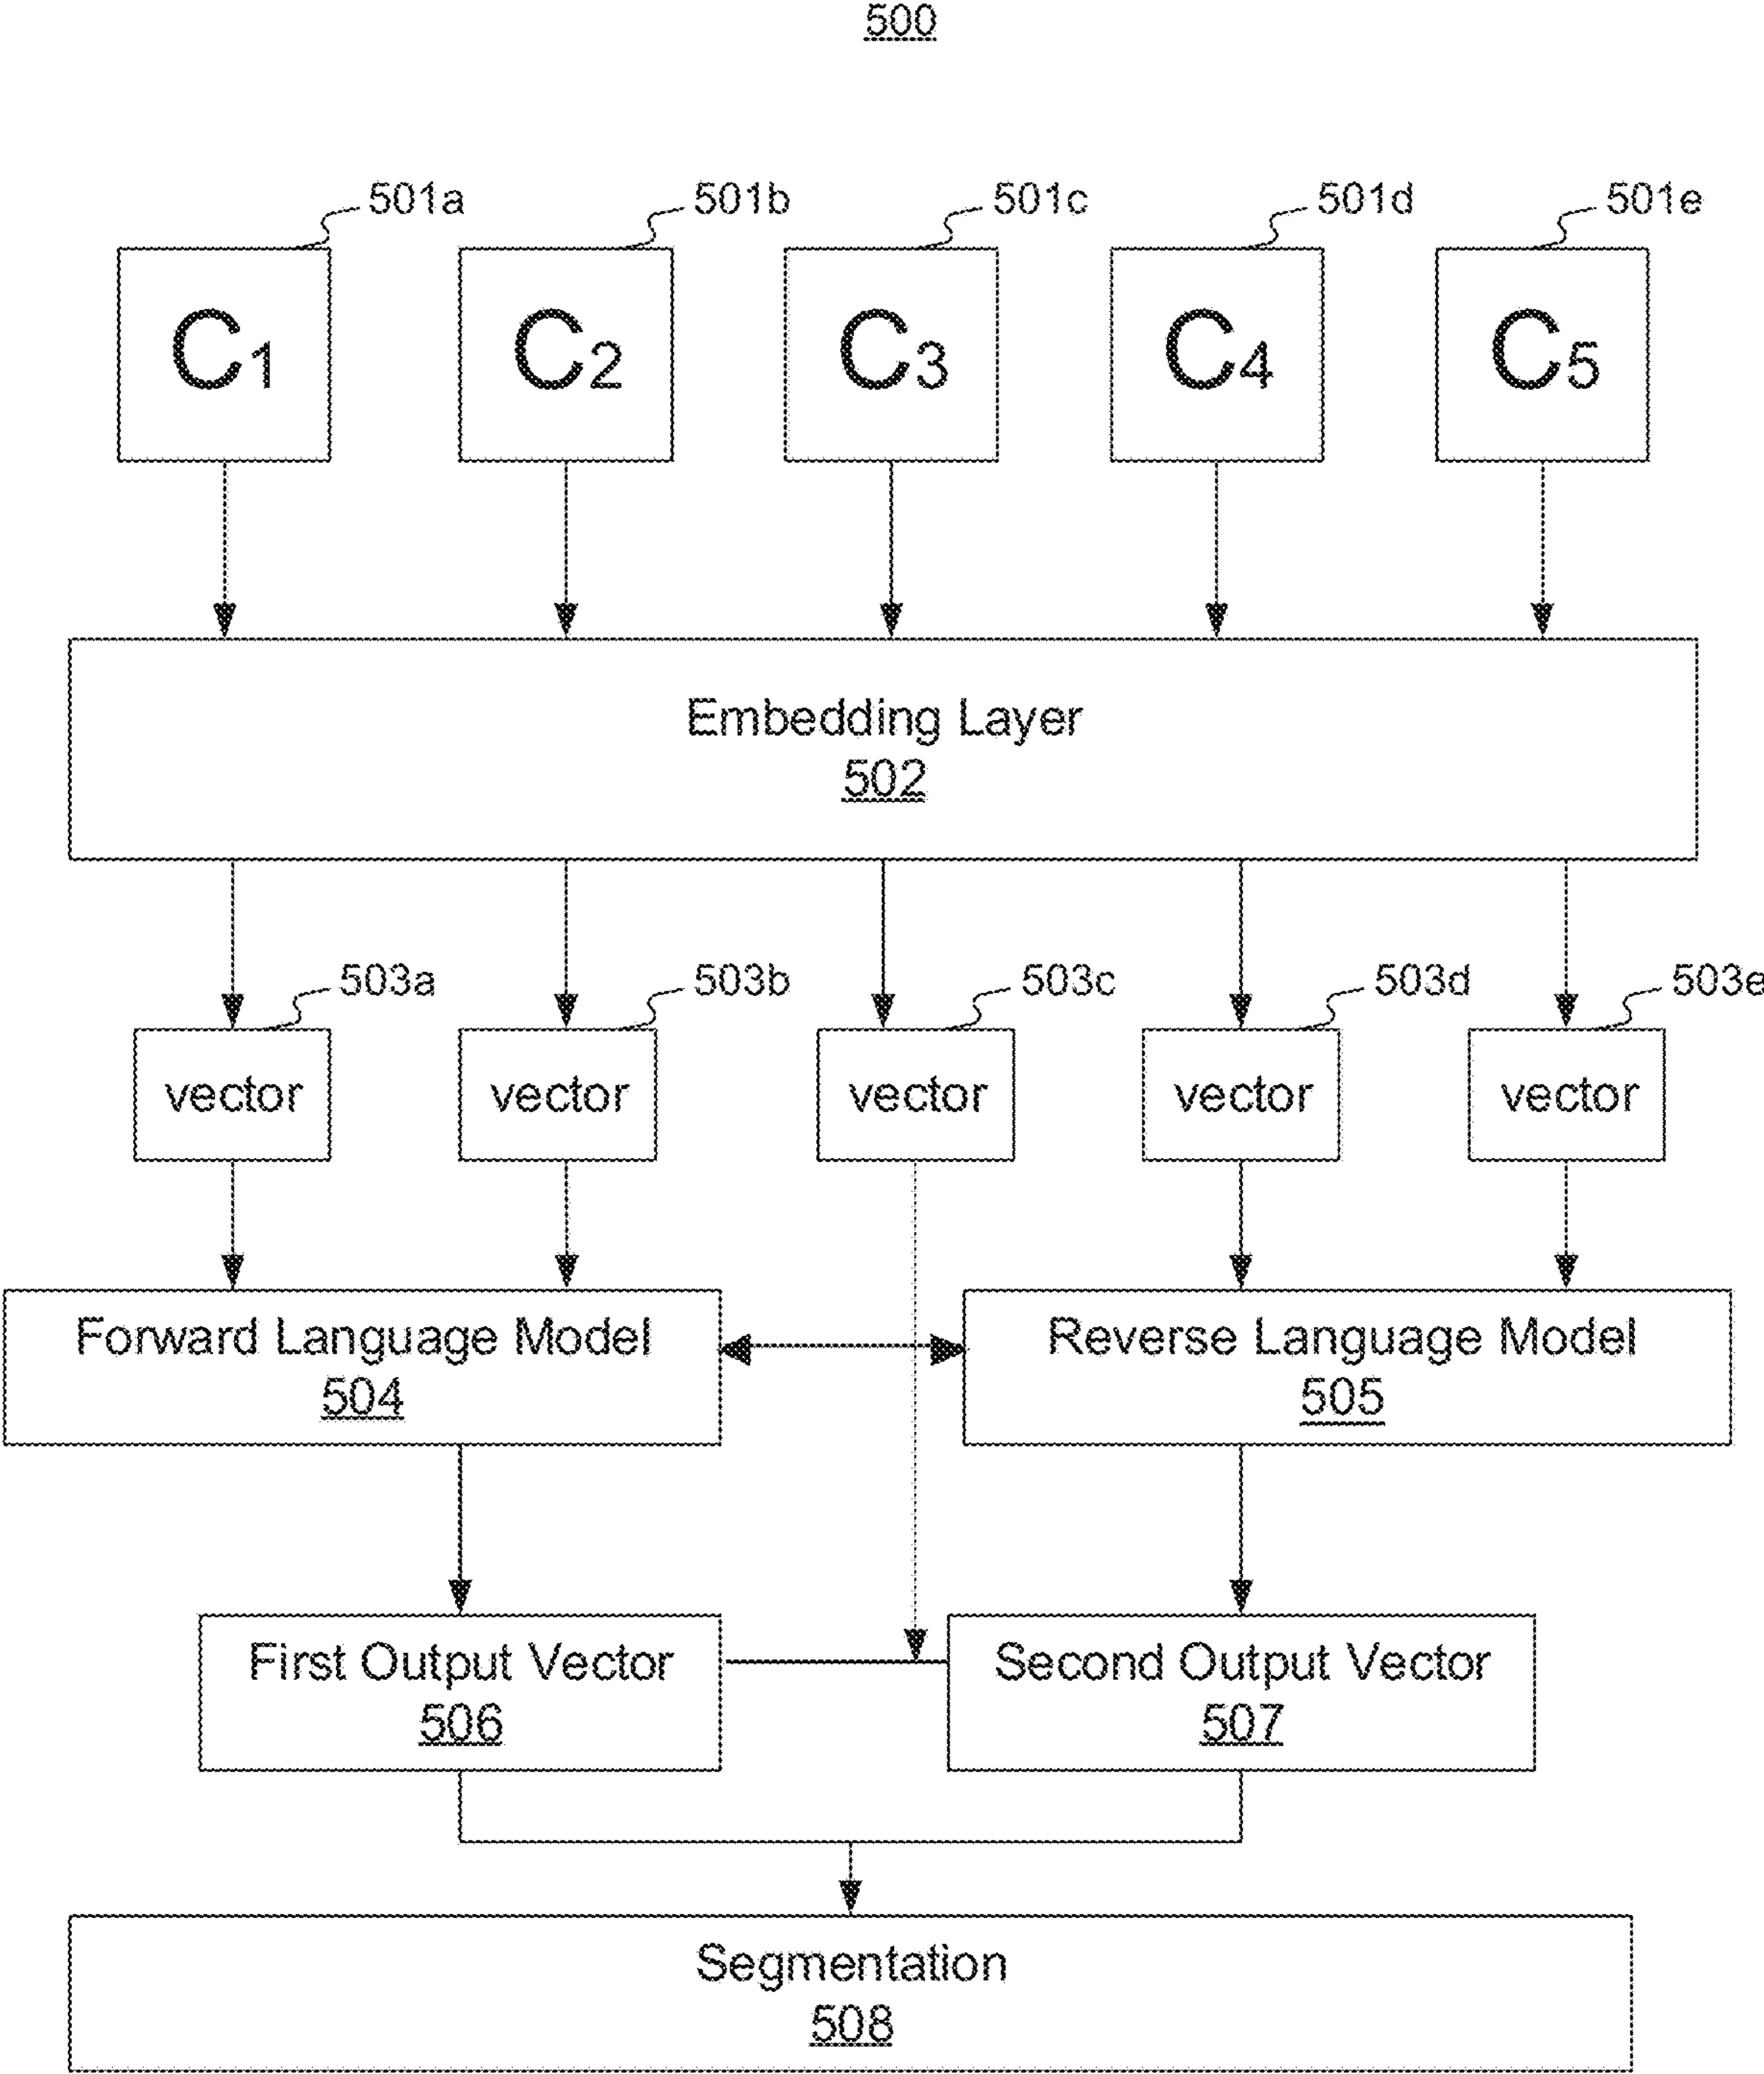 500
501a 501b 501c 501d 501e
C1 C2 C3 C4 C5
Embedding Layer
502
503a 503b 503c 503d 503e
vector vector vector vector vector
Forward Language Model
504
Reverse Language Model
505
First Output Vector
506
Second Output Vector
507
Segmentation
508